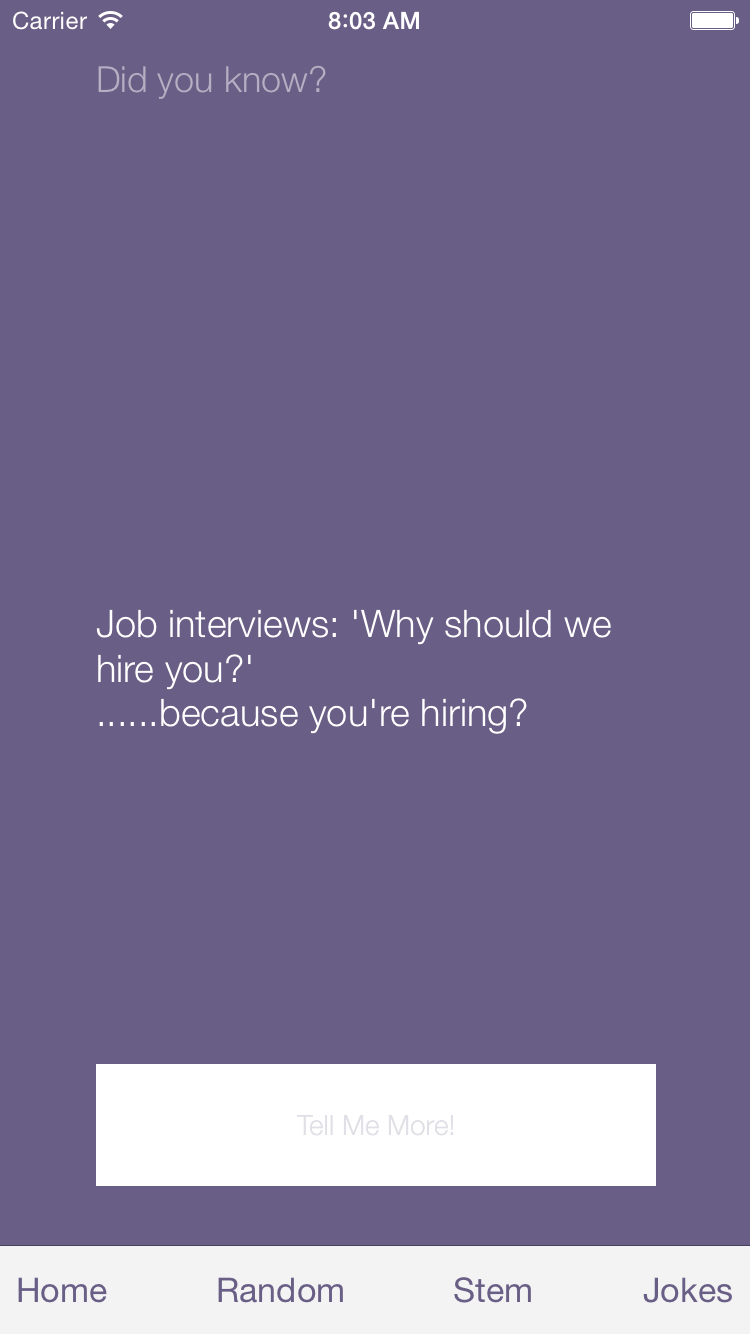 Carrier 8:03 AM
Did you know?
Job interviews: 'Why should we
hire you?'
......because you're hiring?
Tell Me More!
Home Random Stem Jokes